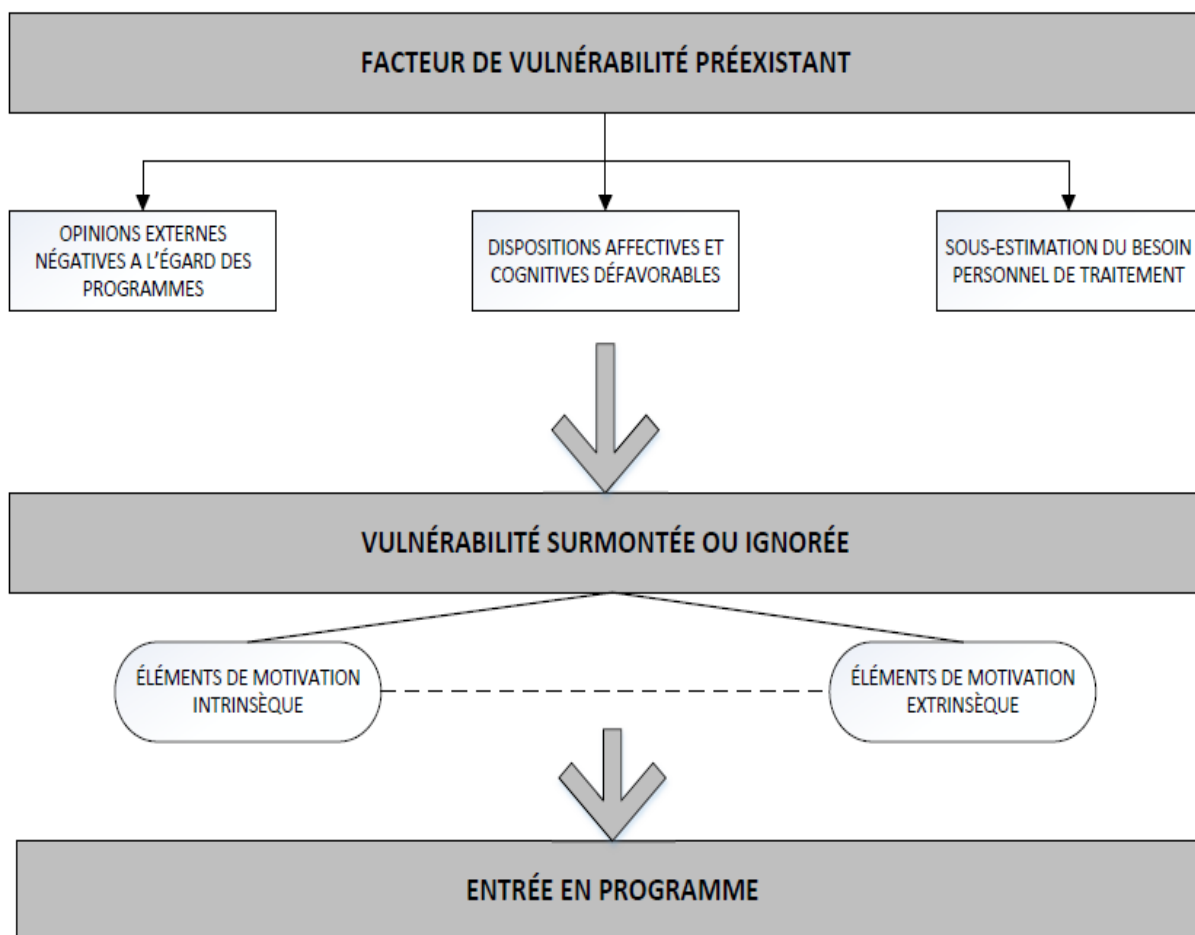 FACTEUR DE VULNÉRABILITÉ PRÉEXISTANT
OPINIONS EXTERNES
NÉGATIVES A L'ÉGARD DES
PROGRAMMES
DISPOSITIONS AFFECTIVES ET
COGNITIVES DÉFAVORABLES
SOUS-ESTIMATION DU BESOIN
PERSONNEL DE TRAITEMENT
VULNÉRABILITÉ SURMONTÉE OU IGNORÉE
ÉLÉMENTS DE MOTIVATION
INTRINSÈQUE
ÉLÉMENTS DE MOTIVATION
EXTRINSÈQUE
ENTRÉE EN PROGRAMME